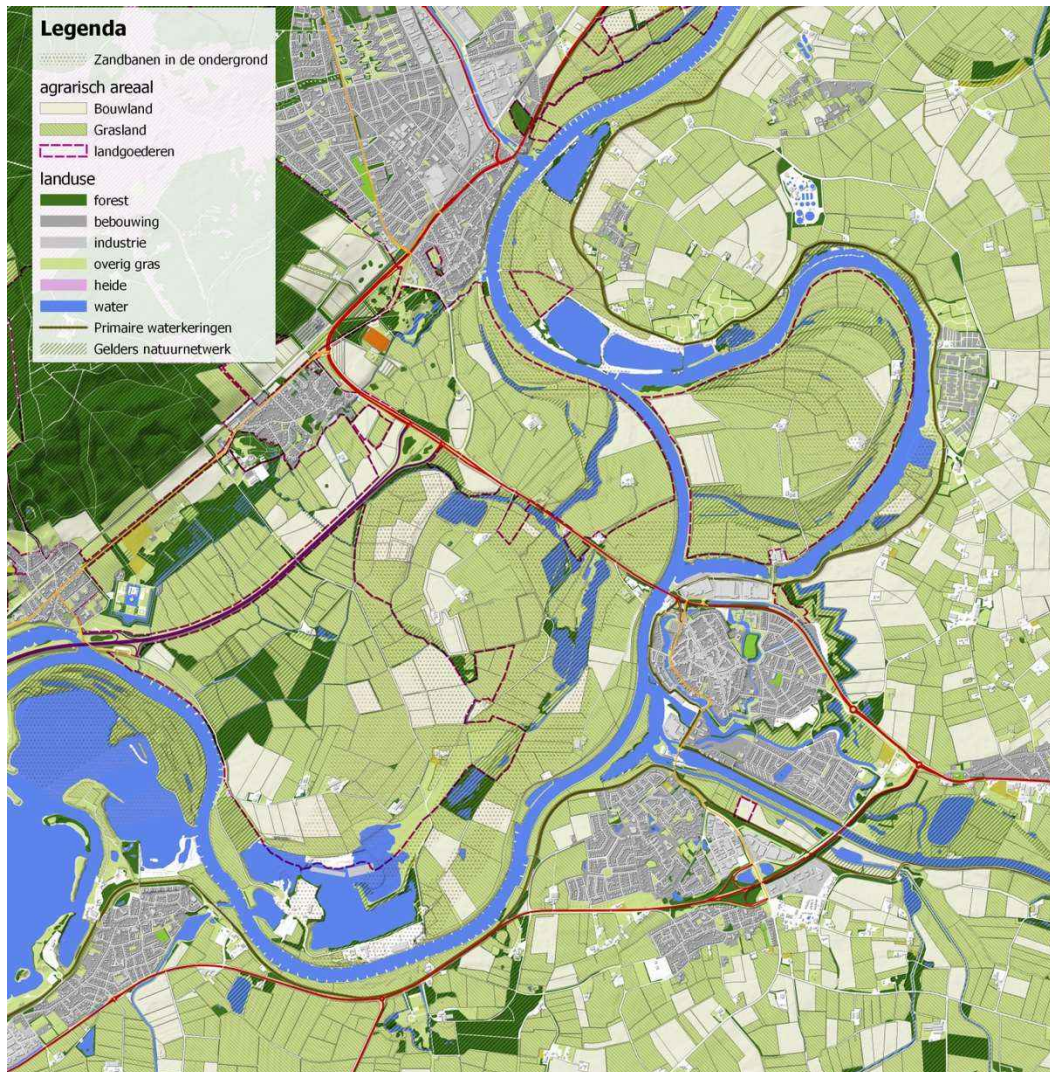 Legenda
Zandbanen in de ondergrond
agrarisch areaal
Bouwland
Grasland
landgoederen
landuse
forest
bebouwing
industrie
overig gras
heide
water
Primaire waterkeringen
Gelders natuurnetwerk